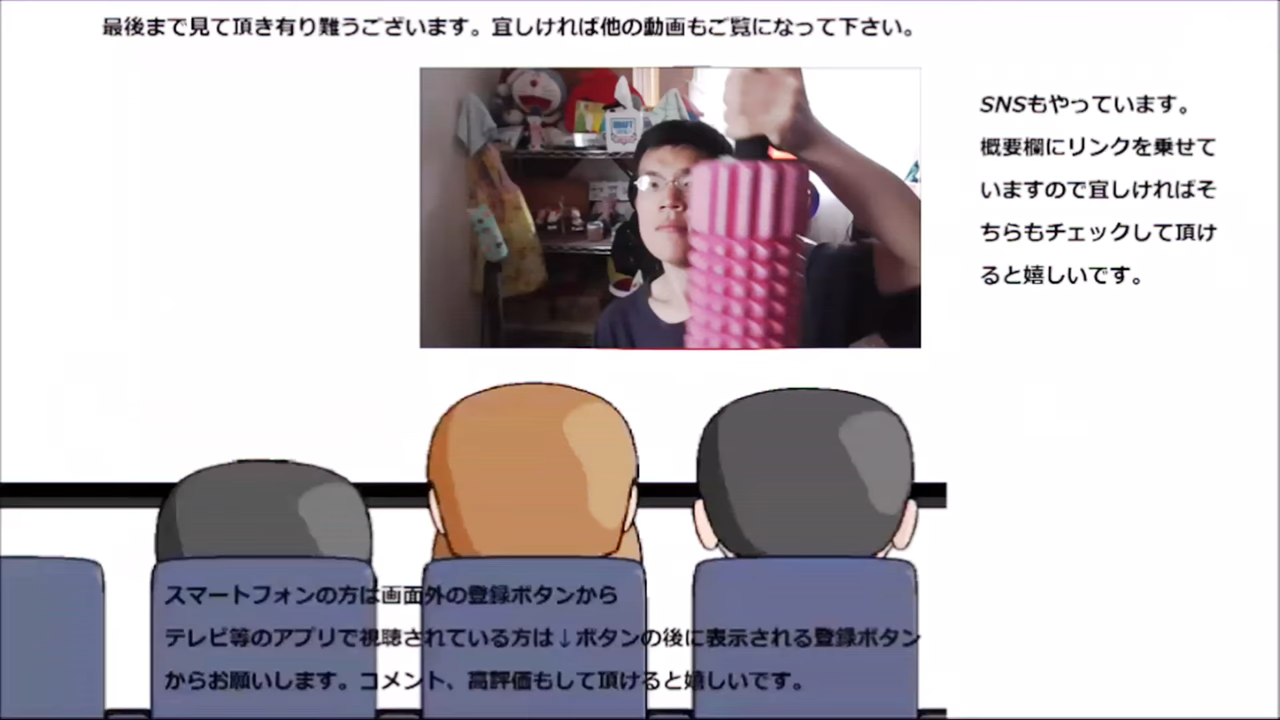 最後まで見て頂き有り難うございます。宜しければ他の動画もご覧になって下さい。
SNSもやっています。
概要欄にリンクを乗せて
いますので宜しければそ
ちらもチェックして頂け
ると嬉しいです。
スマートフォンの方は画面外の登録ボタンから
テレビ等のアプリで視聴されている方は↓ボタンの後に表示される登録ボタン
からお願いします。コメント、高評価もして頂けると嬉しいです。